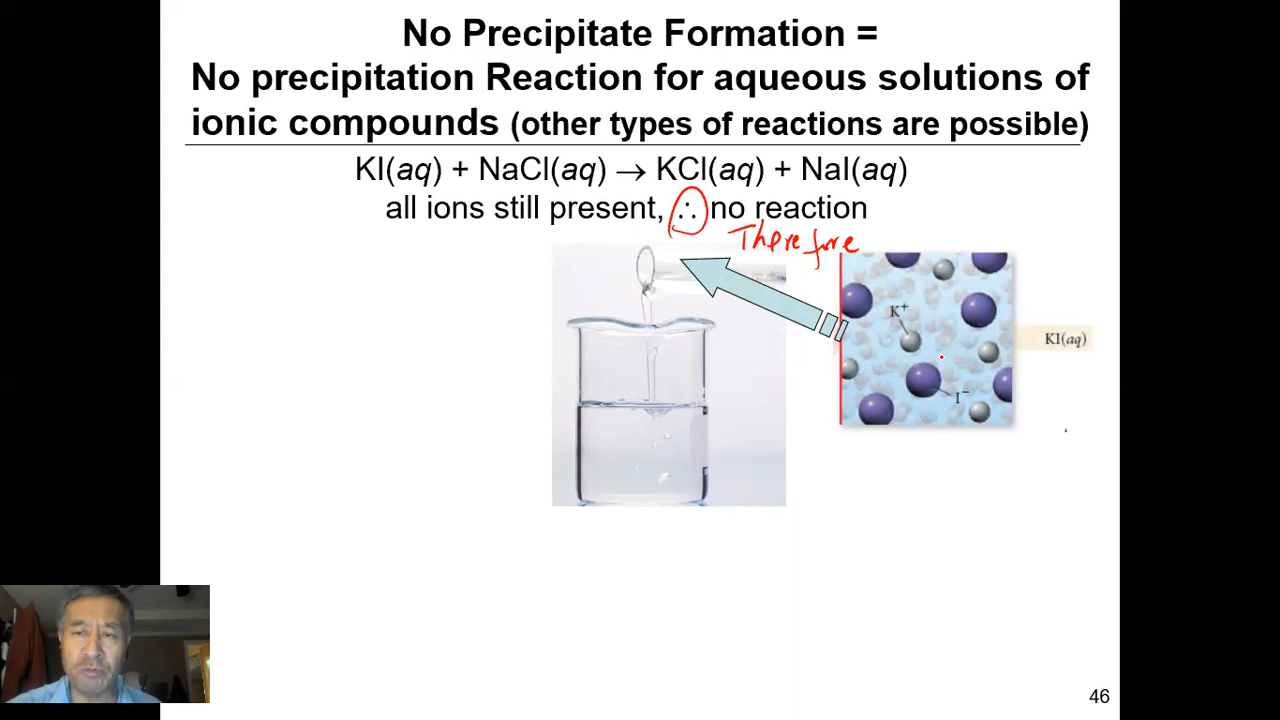 No Precipitate Formation =
No precipitation Reaction for aqueous solutions of
ionic compounds (other types of reactions are possible)
KI(aq) + NaCl(aq) → KCl(aq) + NaI(aq)
all ions still present, ∴ no reaction
Therefore
K⁺
KI(aq)
I⁻
46